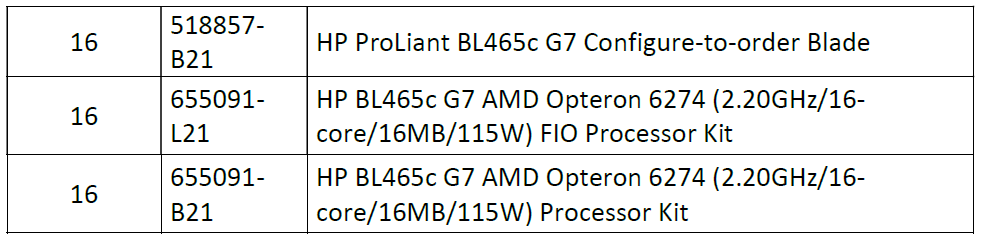 16
518857-
B21
HP ProLiant BL465c G7 Configure-to-order Blade
16
655091-
L21
HP BL465c G7 AMD Opteron 6274 (2.20GHz/16-
core/16MB/115W) FIO Processor Kit
16
655091-
B21
HP BL465c G7 AMD Opteron 6274 (2.20GHz/16-
core/16MB/115W) Processor Kit